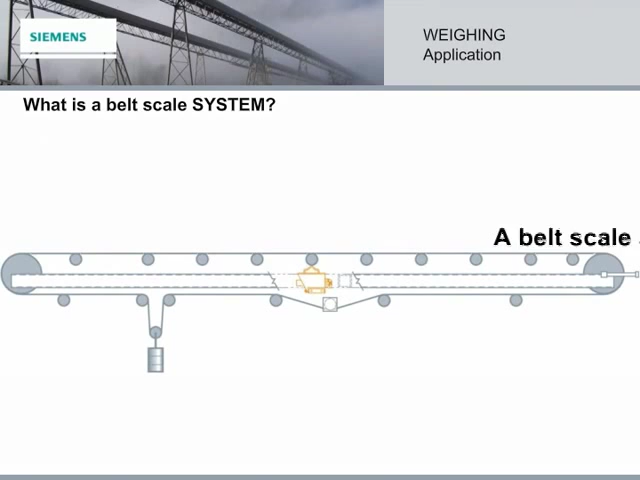 SIEMENS
WEIGHING
Application
What is a belt scale SYSTEM?
A belt scale